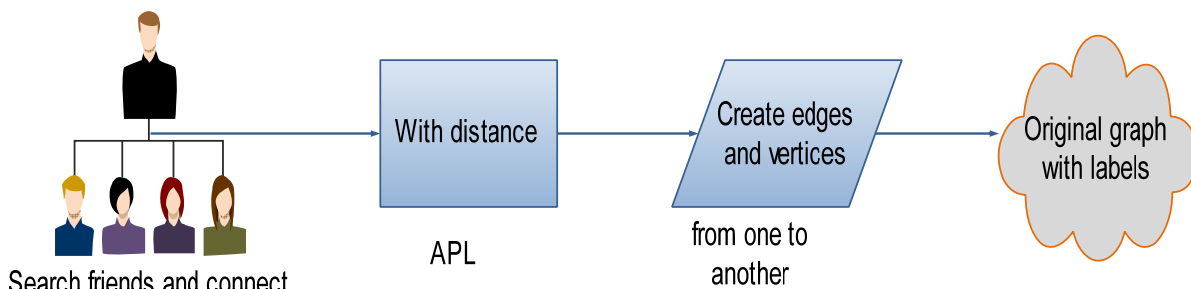 Search friends and connect
With distance
APL
Create edges
and vertices
from one to
another
Original graph
with labels